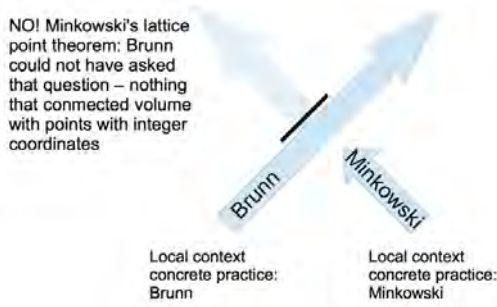 NO! Minkowski's lattice
point theorem: Brunn
could not have asked
that question – nothing
that conmected volume
with points with integer
coordinates
Brunn
Minkowski
Local context
concrete practice:
Brunn
Local context
concrete practice:
Minkowski